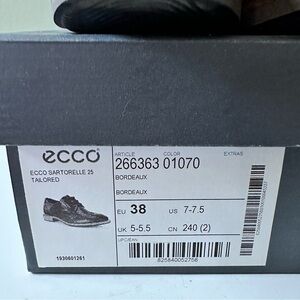 ecco
ECCO SARTORELLE 25
TAILORED
1930601261
ARTICLE COLOR EXTRAS
266363 01070
BORDEAUX
BORDEAUX
EU 38 US 7-7.5
UK 5-5.5 CN 240 (2)
UPC/EAN
825840052756